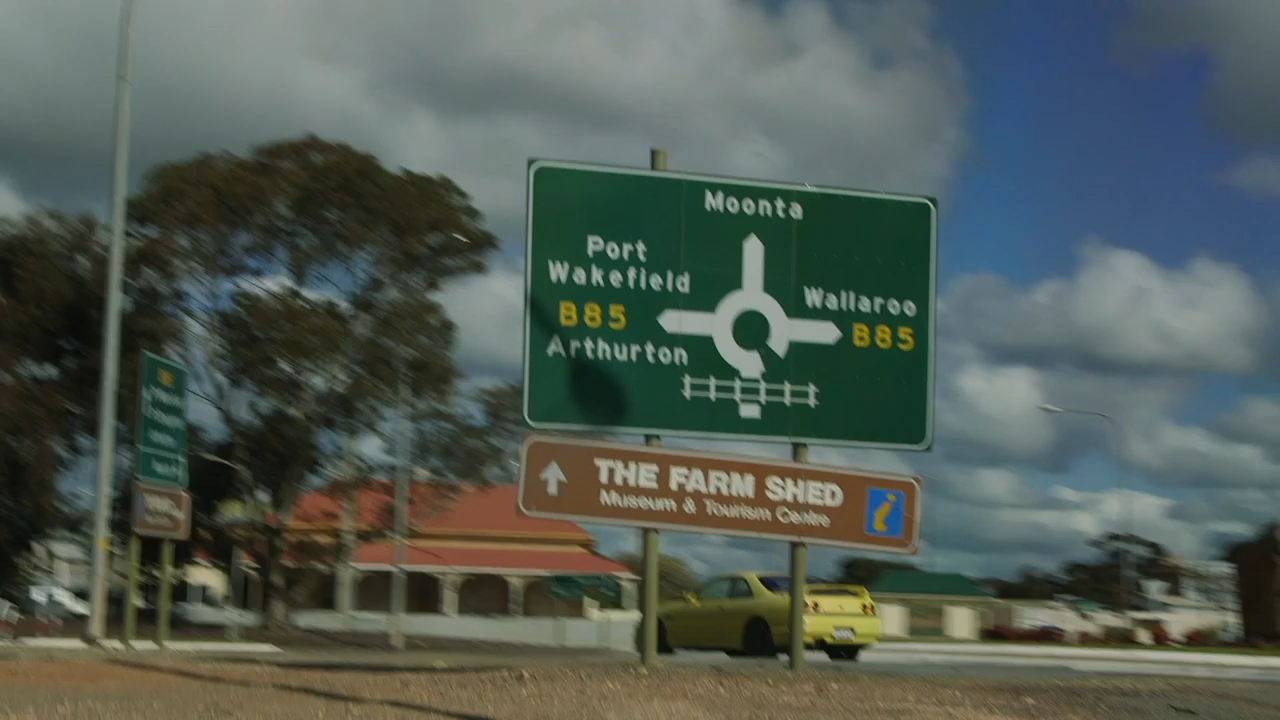 Moonta
Port
Wakefield
B85
Arthurton
Wallaroo
B85
THE FARM SHED
Museum & Tourism Centre
i